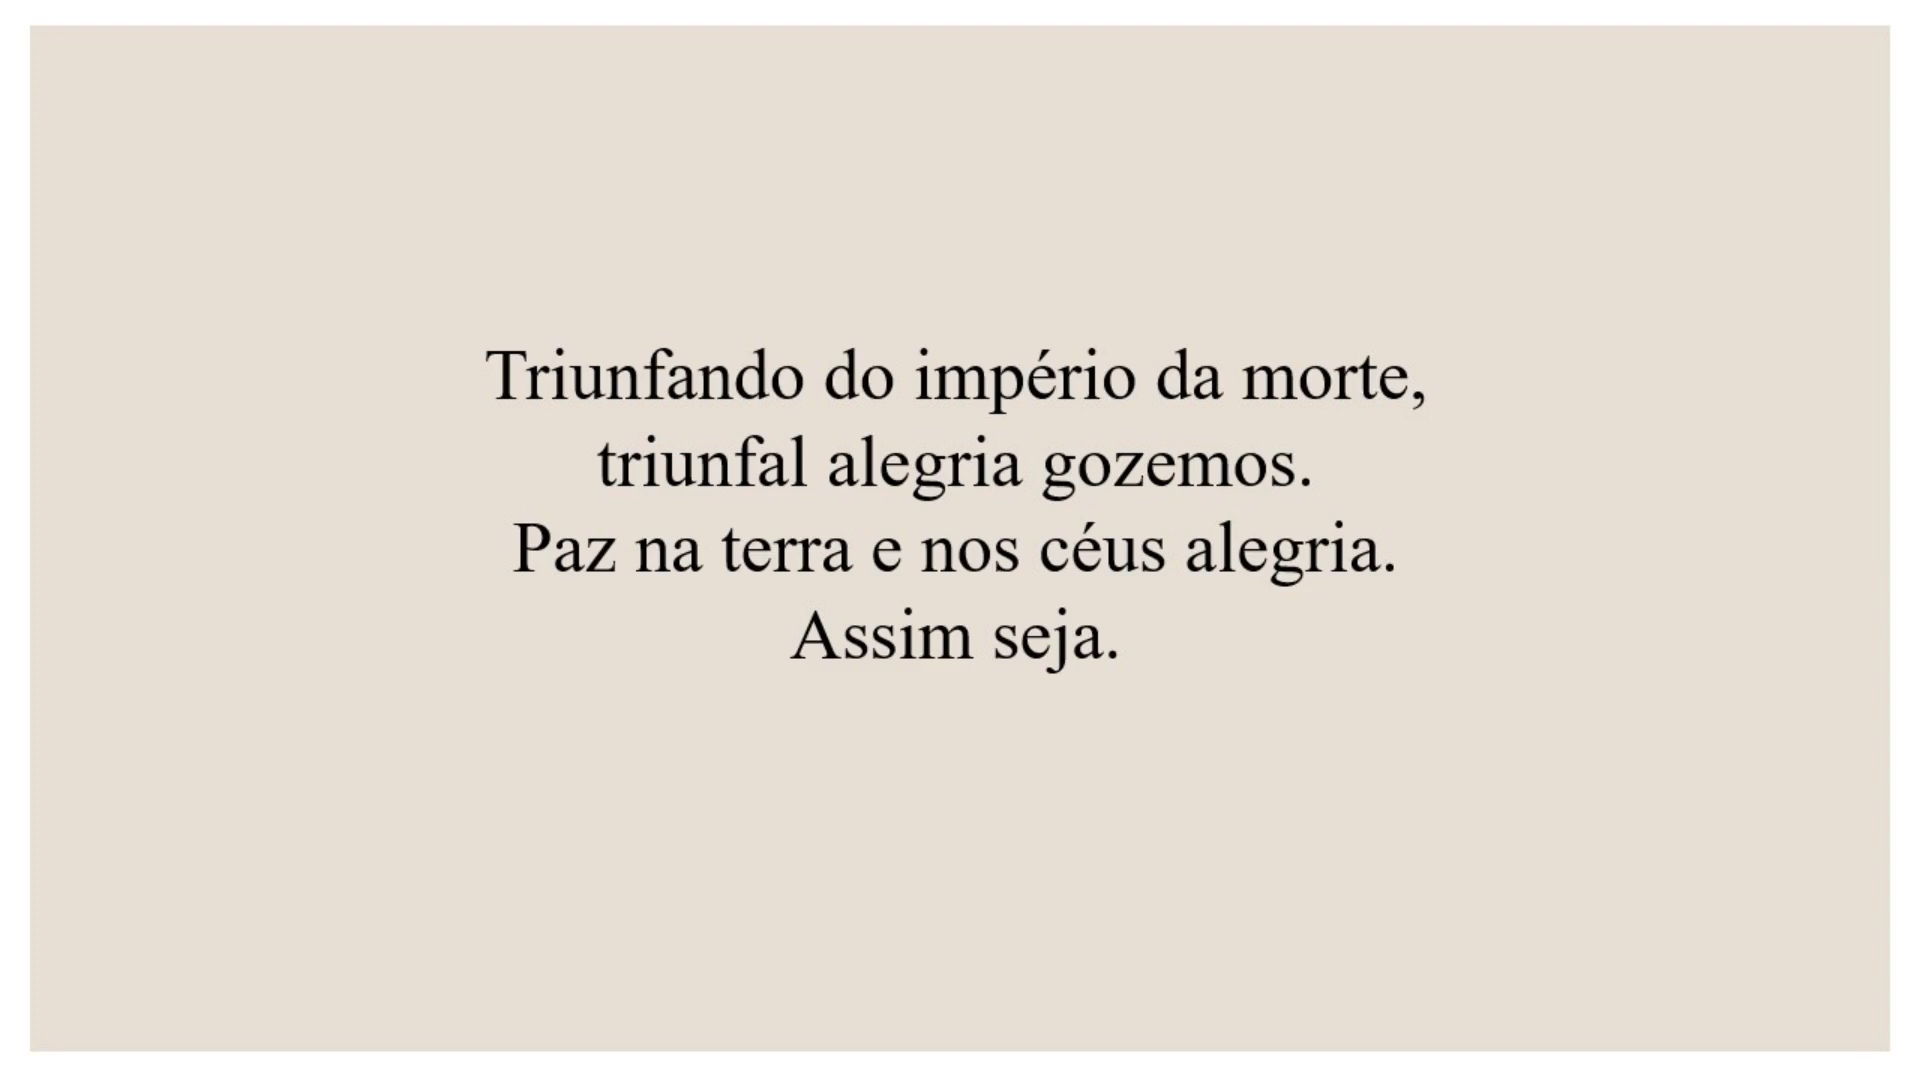 Triunfando do império da morte,
triunfal alegria gozemos.
Paz na terra e nos céus alegria.
Assim seja.